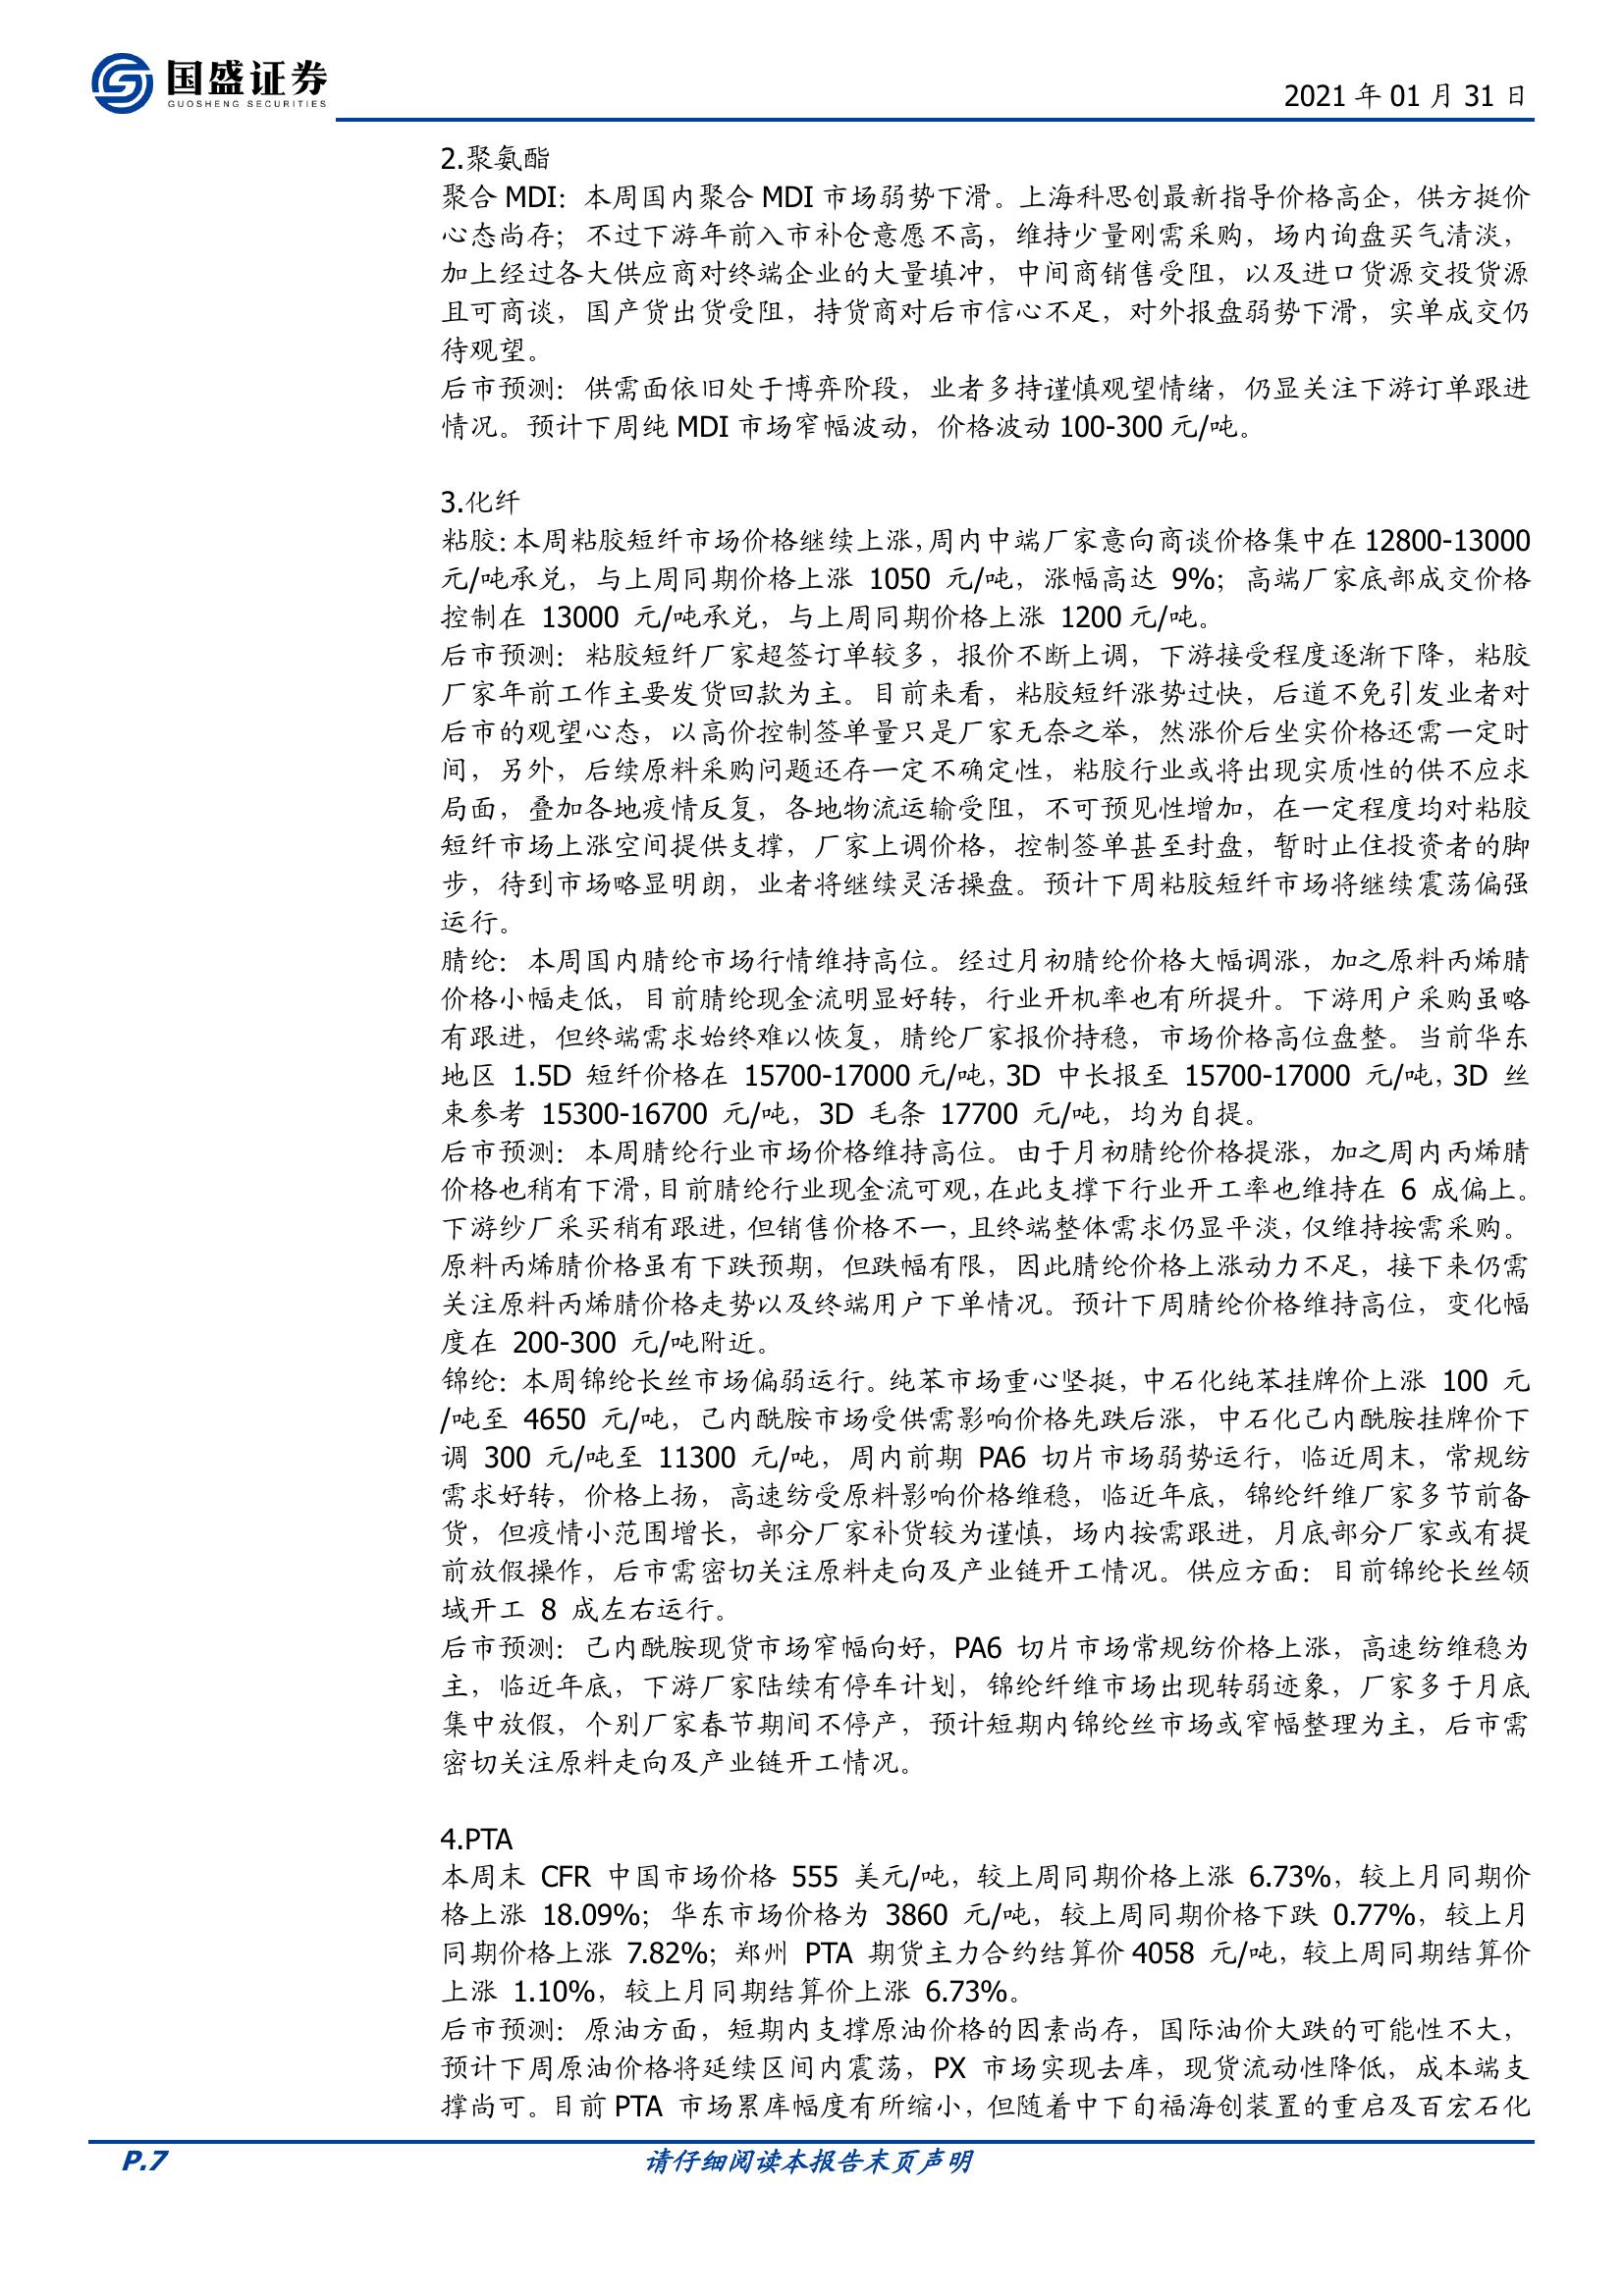 国盛证券
GUOSHENG SECURITIES
2021 年 01 月 31 日
2.聚氨酯
聚合 MDI：本周国内聚合 MDI 市场弱势下滑。上海科思创最新指导价格高企，供方挺价
心态尚存；不过下游年前入市补仓意愿不高，维持少量刚需采购，场内询盘买气清淡，
加上经过各大供应商对终端企业的大量填冲，中间商销售受阻，以及进口货源交投货源
且可商谈，国产货出货受阻，持货商对后市信心不足，对外报盘弱势下滑，实单成交仍
待观望。
后市预测：供需面依旧处于博弈阶段，业者多持谨慎观望情绪，仍显关注下游订单跟进
情况。预计下周纯 MDI 市场窄幅波动，价格波动 100-300 元/吨。
3.化纤
粘胶：本周粘胶短纤市场价格继续上涨，周内中端厂家意向商谈价格集中在 12800-13000
元/吨承兑，与上周同期价格上涨 1050 元/吨，涨幅高达 9%；高端厂家底部成交价格
控制在 13000 元/吨承兑，与上周同期价格上涨 1200 元/吨。
后市预测：粘胶短纤厂家超签订单较多，报价不断上调，下游接受程度逐渐下降，粘胶
厂家年前工作主要发货回款为主。目前来看，粘胶短纤涨势过快，后道不免引发业者对
后市的观望心态，以高价控制签单量只是厂家无奈之举，然涨价后坐实价格还需一定时
间，另外，后续原料采购问题还存一定不确定性，粘胶行业或将出现实质性的供不应求
局面，叠加各地疫情反复，各地物流运输受阻，不可预见性增加，在一定程度均对粘胶
短纤市场上涨空间提供支撑，厂家上调价格，控制签单甚至封盘，暂时止住投资者的脚
步，待到市场略显明朗，业者将继续灵活操盘。预计下周粘胶短纤市场将继续震荡偏强
运行。
腈纶：本周国内腈纶市场行情维持高位。经过月初腈纶价格大幅调涨，加之原料丙烯腈
价格小幅走低，目前腈纶现金流明显好转，行业开机率也有所提升。下游用户采购虽略
有跟进，但终端需求始终难以恢复，腈纶厂家报价持稳，市场价格高位盘整。当前华东
地区 1.5D 短纤价格在 15700-17000 元/吨，3D 中长报至 15700-17000 元/吨，3D 丝
束参考 15300-16700 元/吨，3D 毛条 17700 元/吨，均为自提。
后市预测：本周腈纶行业市场价格维持高位。由于月初腈纶价格提涨，加之周内丙烯腈
价格也稍有下滑，目前腈纶行业现金流可观，在此支撑下行业开工率也维持在 6 成偏上。
下游纱厂采买稍有跟进，但销售价格不一，且终端整体需求仍显平淡，仅维持按需采购。
原料丙烯腈价格虽有下跌预期，但跌幅有限，因此腈纶价格上涨动力不足，接下来仍需
关注原料丙烯腈价格走势以及终端用户下单情况。预计下周腈纶价格维持高位，变化幅
度在 200-300 元/吨附近。
锦纶：本周锦纶长丝市场偏弱运行。纯苯市场重心坚挺，中石化纯苯挂牌价上涨 100 元
/吨至 4650 元/吨，己内酰胺市场受供需影响价格先跌后涨，中石化己内酰胺挂牌价下
调 300 元/吨至 11300 元/吨，周内前期 PA6 切片市场弱势运行，临近周末，常规纺
需求好转，价格上扬，高速纺受原料影响价格维稳，临近年底，锦纶纤维厂家多节前备
货，但疫情小范围增长，部分厂家补货较为谨慎，场内按需跟进，月底部分厂家或有提
前放假操作，后市需密切关注原料走向及产业链开工情况。供应方面：目前锦纶长丝领
域开工 8 成左右运行。
后市预测：己内酰胺现货市场窄幅向好，PA6 切片市场常规纺价格上涨，高速纺维稳为
主，临近年底，下游厂家陆续有停车计划，锦纶纤维市场出现转弱迹象，厂家多于月底
集中放假，个别厂家春节期间不停产，预计短期内锦纶丝市场或窄幅整理为主，后市需
密切关注原料走向及产业链开工情况。
4.PTA
本周末 CFR 中国市场价格 555 美元/吨，较上周同期价格上涨 6.73%，较上月同期价
格上涨 18.09%；华东市场价格为 3860 元/吨，较上周同期价格下跌 0.77%，较上月
同期价格上涨 7.82%；郑州 PTA 期货主力合约结算价 4058 元/吨，较上周同期结算价
上涨 1.10%，较上月同期结算价上涨 6.73%。
后市预测：原油方面，短期内支撑原油价格的因素尚存，国际油价大跌的可能性不大，
预计下周原油价格将延续区间内震荡，PX 市场实现去库，现货流动性降低，成本端支
撑尚可。目前 PTA 市场累库幅度有所缩小，但随着中下旬福海创装置的重启及百宏石化
P.7
请仔细阅读本报告末页声明